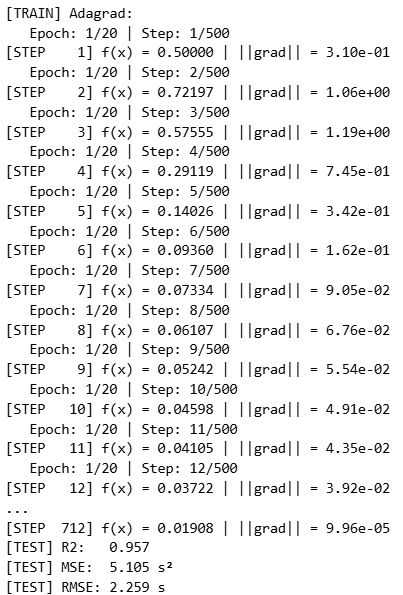 [TRAIN] Adagrad:
   Epoch: 1/20 | Step: 1/500
[STEP    1] f(x) = 0.50000 | ||grad|| = 3.10e-01
   Epoch: 1/20 | Step: 2/500
[STEP    2] f(x) = 0.72197 | ||grad|| = 1.06e+00
   Epoch: 1/20 | Step: 3/500
[STEP    3] f(x) = 0.57555 | ||grad|| = 1.19e+00
   Epoch: 1/20 | Step: 4/500
[STEP    4] f(x) = 0.29119 | ||grad|| = 7.45e-01
   Epoch: 1/20 | Step: 5/500
[STEP    5] f(x) = 0.14026 | ||grad|| = 3.42e-01
   Epoch: 1/20 | Step: 6/500
[STEP    6] f(x) = 0.09360 | ||grad|| = 1.62e-01
   Epoch: 1/20 | Step: 7/500
[STEP    7] f(x) = 0.07334 | ||grad|| = 9.05e-02
   Epoch: 1/20 | Step: 8/500
[STEP    8] f(x) = 0.06107 | ||grad|| = 6.76e-02
   Epoch: 1/20 | Step: 9/500
[STEP    9] f(x) = 0.05242 | ||grad|| = 5.54e-02
   Epoch: 1/20 | Step: 10/500
[STEP   10] f(x) = 0.04598 | ||grad|| = 4.91e-02
   Epoch: 1/20 | Step: 11/500
[STEP   11] f(x) = 0.04105 | ||grad|| = 4.35e-02
   Epoch: 1/20 | Step: 12/500
[STEP   12] f(x) = 0.03722 | ||grad|| = 3.92e-02
...
[STEP  712] f(x) = 0.01908 | ||grad|| = 9.96e-05
[TEST] R2:   0.957
[TEST] MSE:  5.105 s²
[TEST] RMSE: 2.259 s